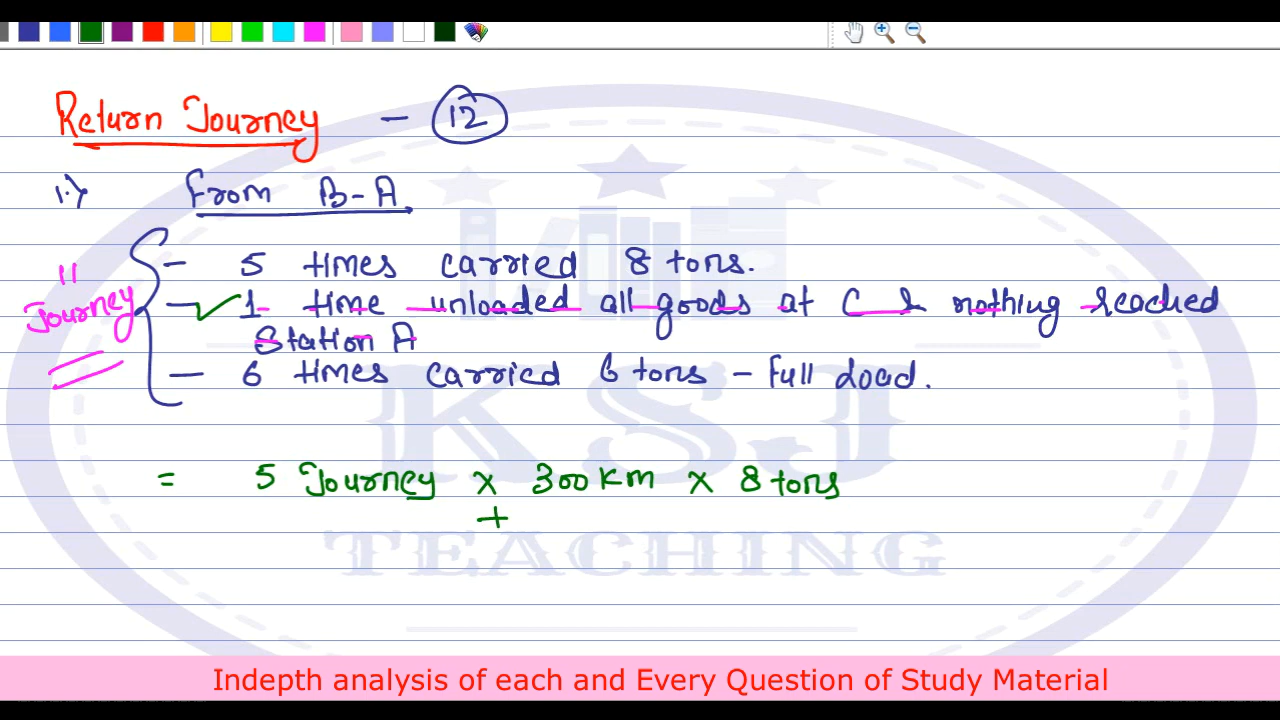 Return Journey - 12
1.) From B-A
- 5 times carried 8 tons.
11 Journey
- 1 time unloaded all goods at C & nothing reached
Station A
- 6 times carried 6 tons - Full Load.
= 5 Journey x 300 km x 8 tons
+
KSJ
TEACHING
Indepth analysis of each and Every Question of Study Material